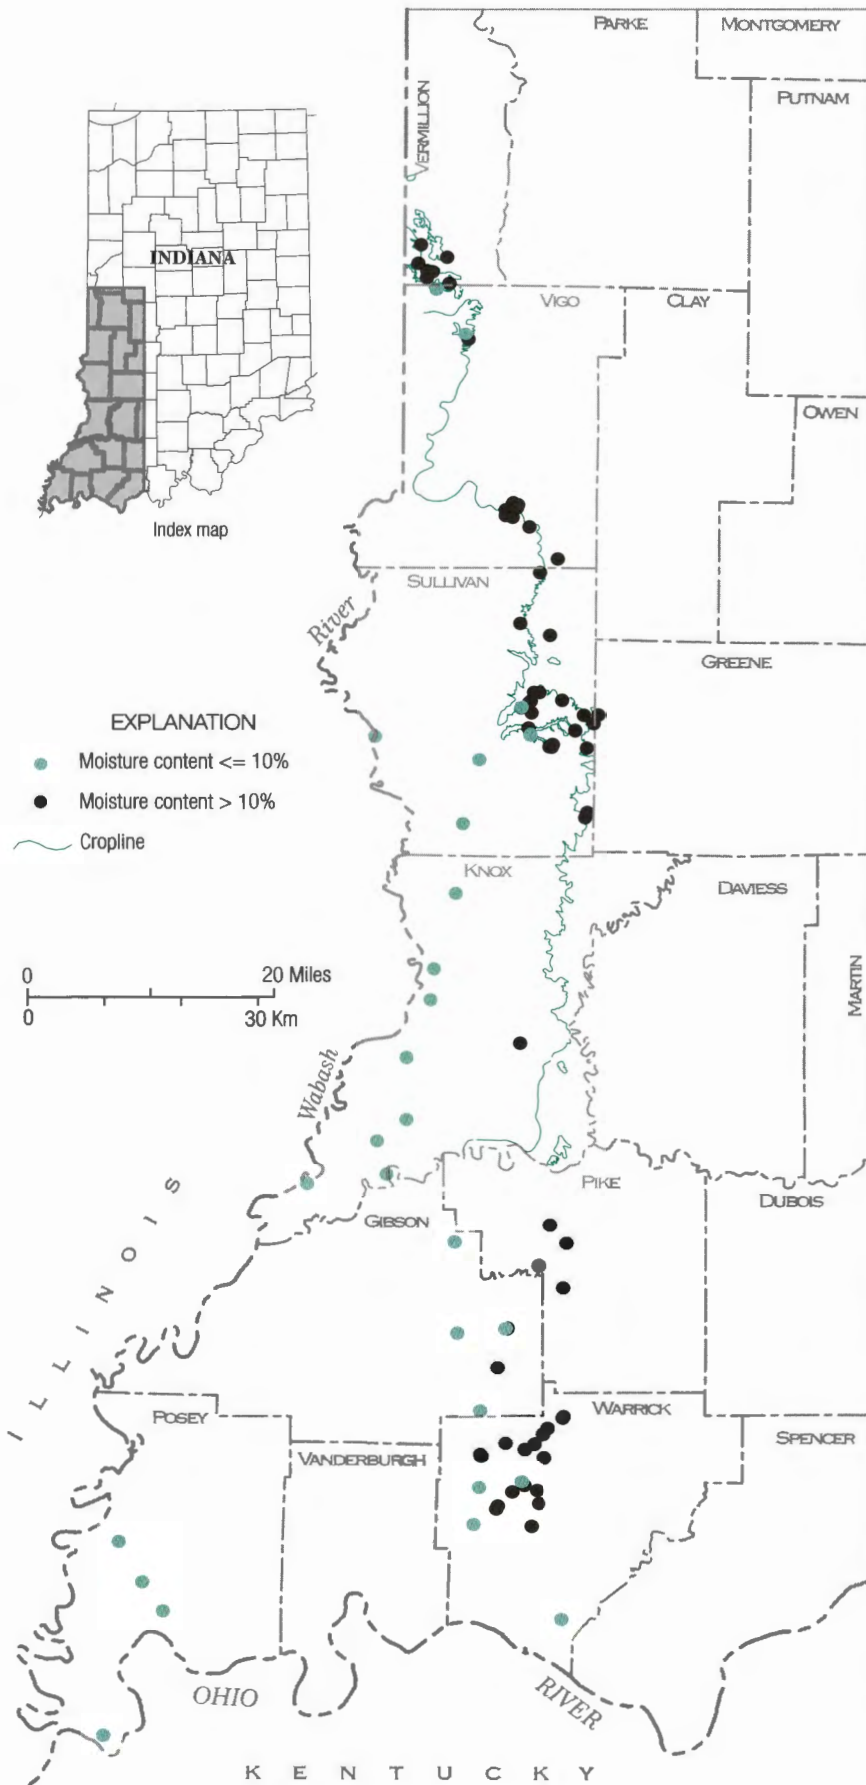 PARKE
MONTGOMERY
PUTNAM
VERMILLION
INDIANA
VIGO
CLAY
OWEN
Index map
SULLIVAN
River
GREENE
EXPLANATION
Moisture content <= 10%
Moisture content > 10%
Cropline
KNOX
DAVIESS
MARTIN
0 20 Miles
0 30 Km
Wabash
ILLINOIS
PIKE
DUBOIS
GIBSON
POSEY
WARRICK
VANDERBURGH
SPENCER
OHIO
RIVER
KENTUCKY